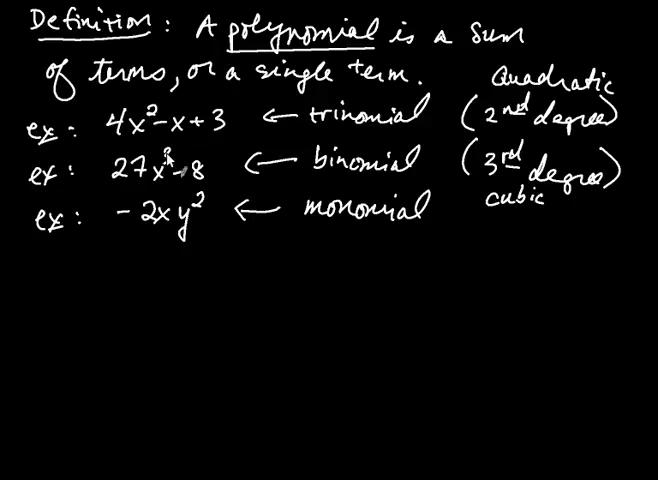 Definition: A polynomial is a sum
of terms, or a single term.
Quadratic
ex: 4x²-x+3 ← trinomial (2nd degree)
ex: 27x³-8 ← binomial (3rd degree)
cubic
ex: -2xy² ← monomial